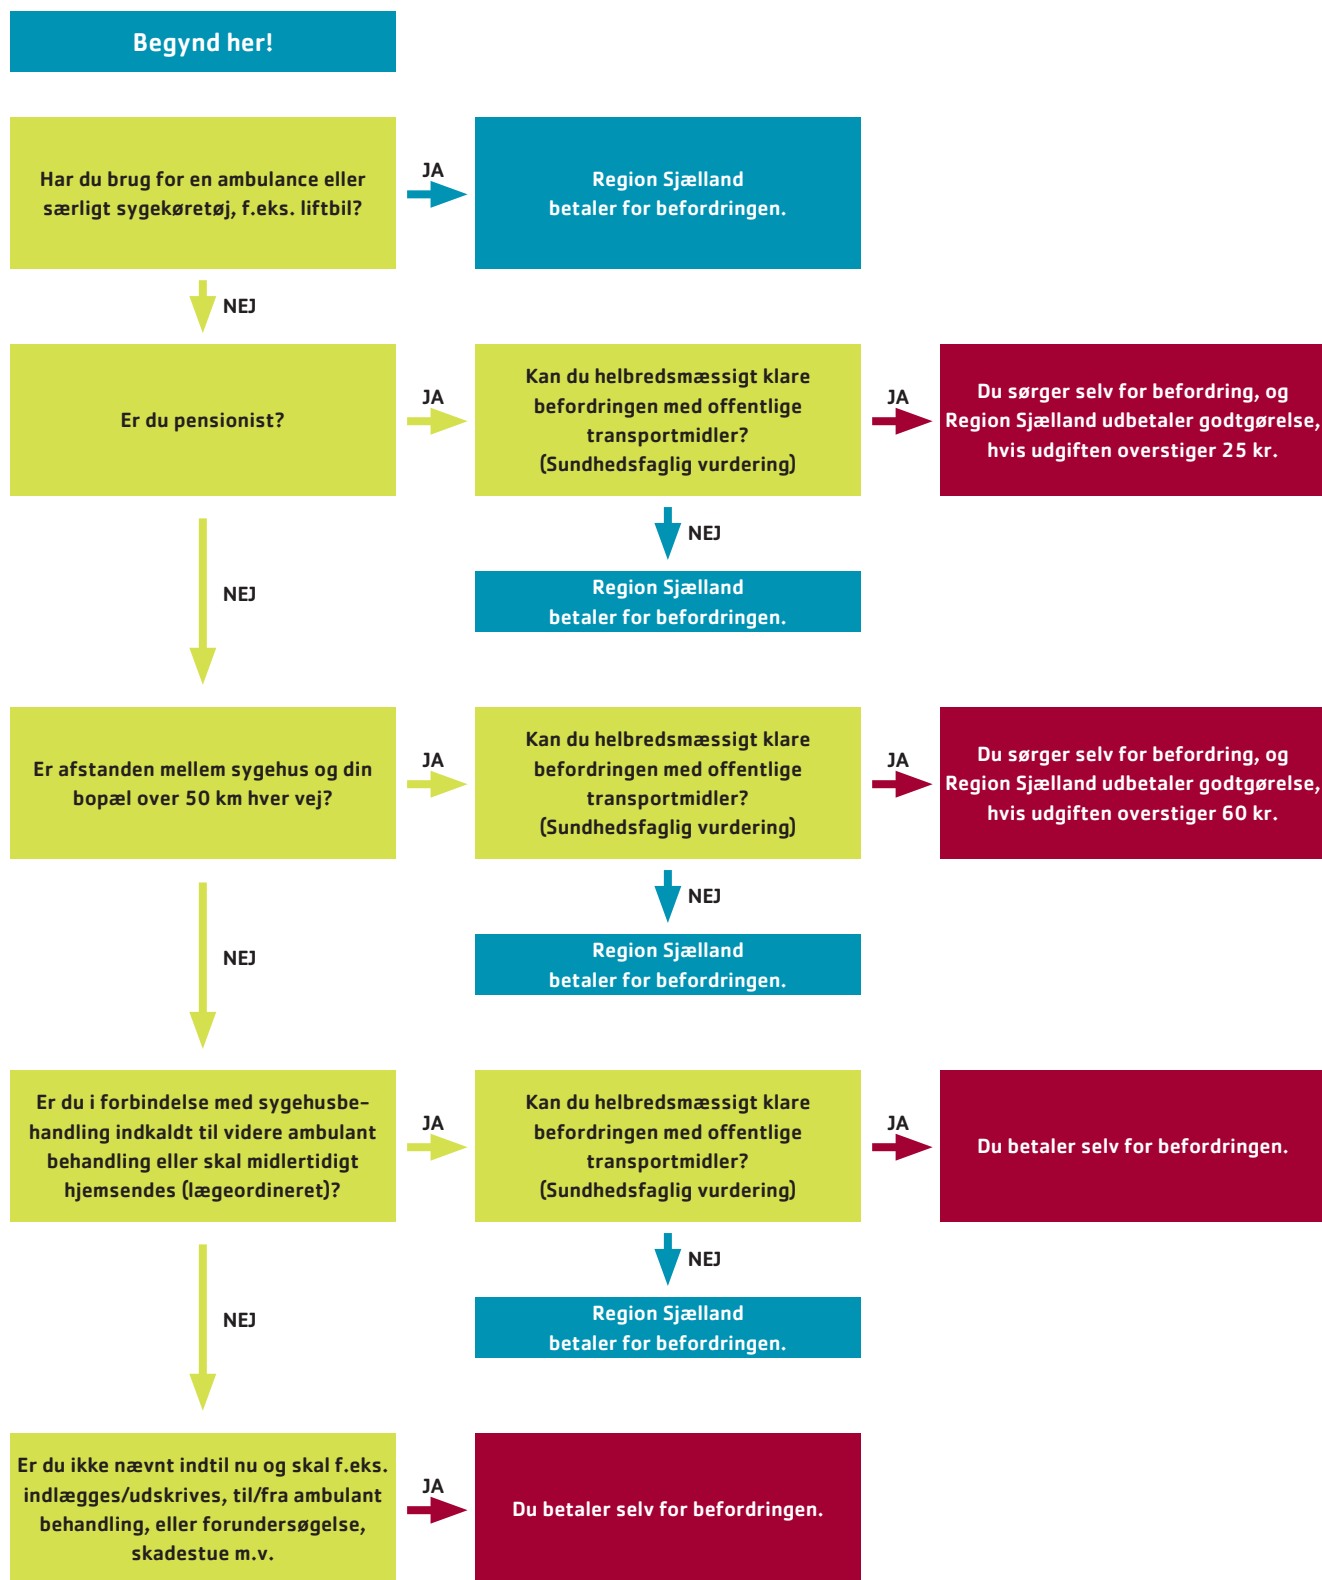 Begynd her!
Har du brug for en ambulance eller
særligt sygekøretøj, f.eks. liftbil?
JA
Region Sjælland
betaler for befordringen.
NEJ
Er du pensionist?
JA
Kan du helbredsmæssigt klare
befordringen med offentlige
transportmidler?
(Sundhedsfaglig vurdering)
JA
Du sørger selv for befordring, og
Region Sjælland udbetaler godtgørelse,
hvis udgiften overstiger 25 kr.
NEJ
Region Sjælland
betaler for befordringen.
NEJ
Er afstanden mellem sygehus og din
bopæl over 50 km hver vej?
JA
Kan du helbredsmæssigt klare
befordringen med offentlige
transportmidler?
(Sundhedsfaglig vurdering)
JA
Du sørger selv for befordring, og
Region Sjælland udbetaler godtgørelse,
hvis udgiften overstiger 60 kr.
NEJ
Region Sjælland
betaler for befordringen.
NEJ
Er du i forbindelse med sygehusbe-
handling indkaldt til videre ambulant
behandling eller skal midlertidigt
hjemsendes (lægeordineret)?
JA
Kan du helbredsmæssigt klare
befordringen med offentlige
transportmidler?
(Sundhedsfaglig vurdering)
JA
Du betaler selv for befordringen.
NEJ
Region Sjælland
betaler for befordringen.
NEJ
Er du ikke nævnt indtil nu og skal f.eks.
indlægges/udskrives, til/fra ambulant
behandling, eller forundersøgelse,
skadestue m.v.
JA
Du betaler selv for befordringen.